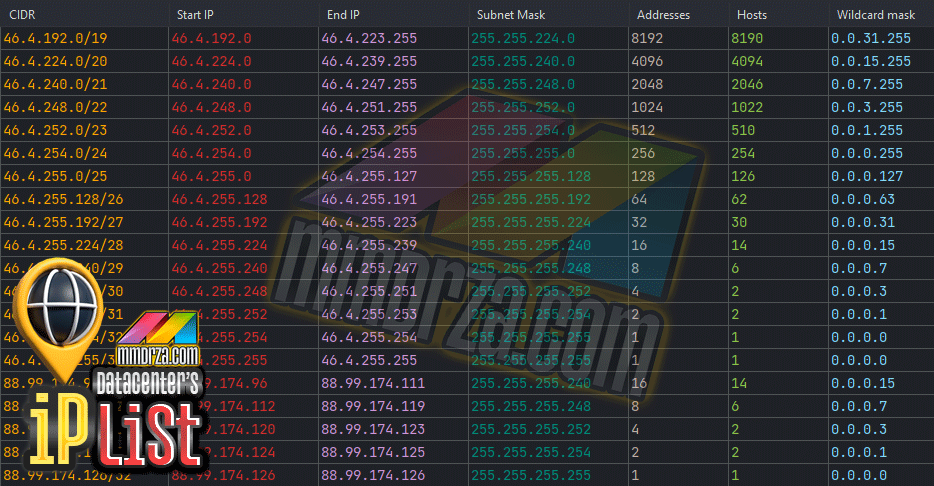 CIDR Start IP End IP Subnet Mask Addresses Hosts Wildcard mask
46.4.192.0/19 46.4.192.0 46.4.223.255 255.255.224.0 8192 8190 0.0.31.255
46.4.224.0/20 46.4.224.0 46.4.239.255 255.255.240.0 4096 4094 0.0.15.255
46.4.240.0/21 46.4.240.0 46.4.247.255 255.255.248.0 2048 2046 0.0.7.255
46.4.248.0/22 46.4.248.0 46.4.251.255 255.255.252.0 1024 1022 0.0.3.255
46.4.252.0/23 46.4.252.0 46.4.253.255 255.255.254.0 512 510 0.0.1.255
46.4.254.0/24 46.4.254.0 46.4.254.255 255.255.255.0 256 254 0.0.0.255
46.4.255.0/25 46.4.255.0 46.4.255.127 255.255.255.128 128 126 0.0.0.127
46.4.255.128/26 46.4.255.128 46.4.255.191 255.255.255.192 64 62 0.0.0.63
46.4.255.192/27 46.4.255.192 46.4.255.223 255.255.255.224 32 30 0.0.0.31
46.4.255.224/28 46.4.255.224 46.4.255.239 255.255.255.240 16 14 0.0.0.15
40/29 46.4.255.240 46.4.255.247 255.255.255.248 8 6 0.0.0.7
/30 46.4.255.248 46.4.255.251 255.255.255.252 4 2 0.0.0.3
/31 46.4.255.252 46.4.255.253 255.255.255.254 2 2 0.0.0.1
46.4.255.254 46.4.255.254 255.255.255.255 1 1 0.0.0.0
46.4.255.255 46.4.255.255 255.255.255.255 1 1 0.0.0.0
88.99.174.96 88.99.174.111 255.255.255.240 16 14 0.0.0.15
88. 99.174.112 88.99.174.119 255.255.255.248 8 6 0.0.0.7
88. 88.99.174.120 88.99.174.123 255.255.255.252 4 2 0.0.0.3
88. 88.99.174.124 88.99.174.125 255.255.255.254 2 2 0.0.0.1
88.99.174.126/32 88.99.174.126 88.99.174.126 255.255.255.255 1 1 0.0.0.0
mmdrza.com
mmdrza.com
DATACENTER'S
iP LiST